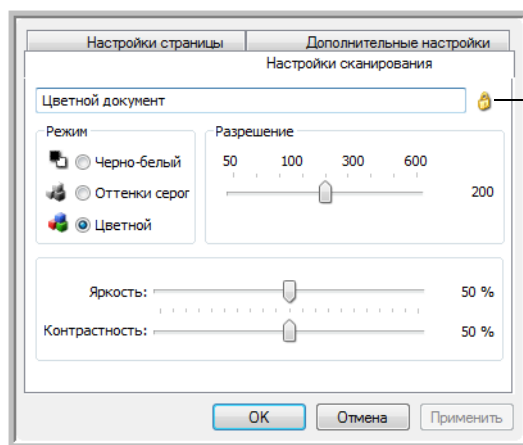 Настройки страницы Дополнительные настройки
Настройки сканирования
Цветной документ
Режим Разрешение
Черно-белый 50 100 300 600
Оттенки серог 200
Цветной
Яркость: 50 %
Контрастность: 50 %
OK Отмена Применить